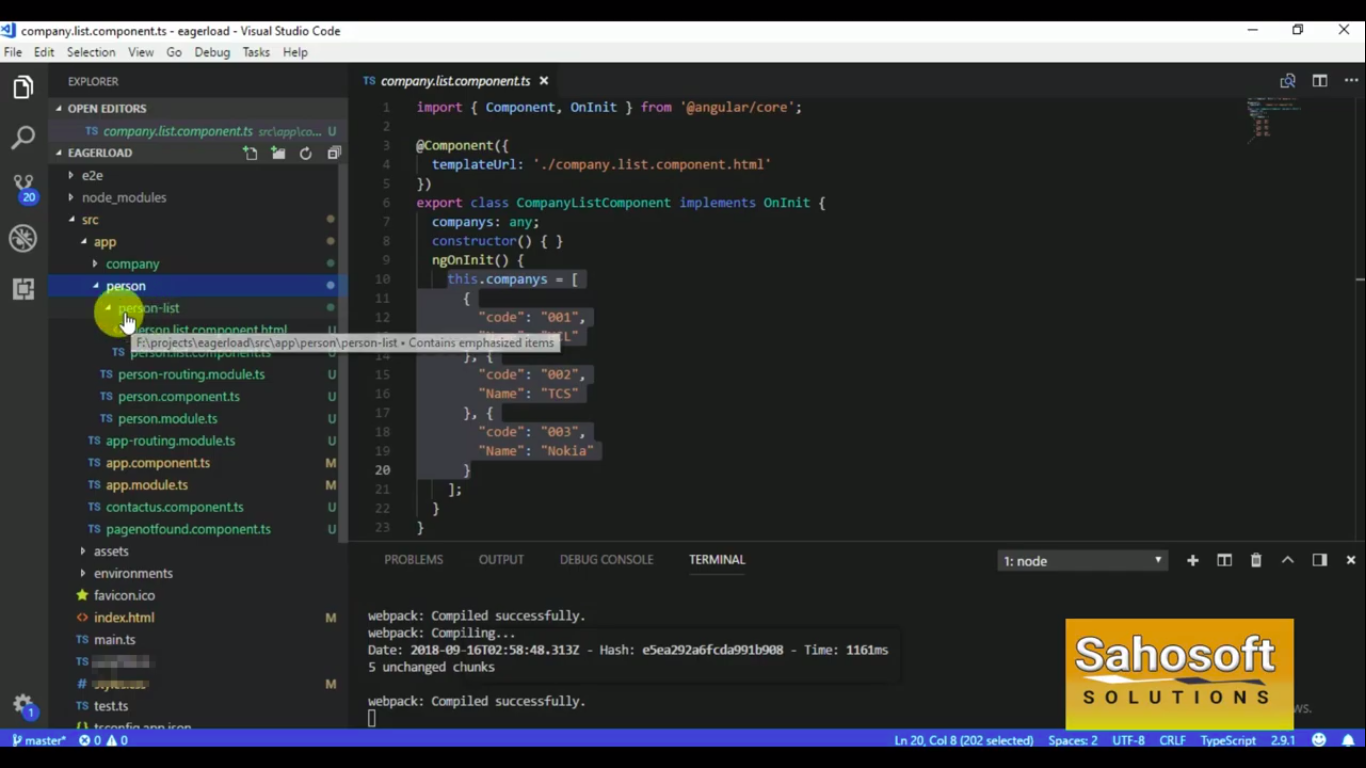 company.list.component.ts - eagerload - Visual Studio Code
File Edit Selection View Go Debug Tasks Help
EXPLORER
OPEN EDITORS
TS company.list.component.ts src\app\co... U
EAGERLOAD
e2e
node_modules
src
app
company
person
person-list
person.list.component.html
F:\projects\eagerload\src\app\person\person-list • Contains emphasized items
TS person.list.component.ts U
TS person-routing.module.ts U
TS person.component.ts U
TS person.module.ts U
TS app-routing.module.ts U
TS app.component.ts M
TS app.module.ts M
TS contactus.component.ts U
TS pagenotfound.component.ts U
assets
environments
favicon.ico
<> index.html M
TS main.ts
TS
# styles.css M
TS test.ts
{} tsconfig.app.json
20
1
TS company.list.component.ts
1 import { Component, OnInit } from '@angular/core';
2
3 @Component({
4 templateUrl: './company.list.component.html'
5 })
6 export class CompanyListComponent implements OnInit {
7 companys: any;
8 constructor() { }
9 ngOnInit() {
10 this.companys = [
11 {
12 "code": "001",
14 }, {
15 "code": "002",
16 "Name": "TCS"
17 }, {
18 "code": "003",
19 "Name": "Nokia"
20 }
21 ];
22 }
23 }
PROBLEMS OUTPUT DEBUG CONSOLE TERMINAL
1: node
webpack: Compiled successfully.
webpack: Compiling...
Date: 2018-09-16T02:58:48.313Z - Hash: e5ea292a6fcda991b908 - Time: 1161ms
5 unchanged chunks
webpack: Compiled successfully.
Sahosoft
SOLUTIONS
ws.
master* 0 0
Ln 20, Col 8 (202 selected) Spaces: 2 UTF-8 CRLF TypeScript 2.9.1